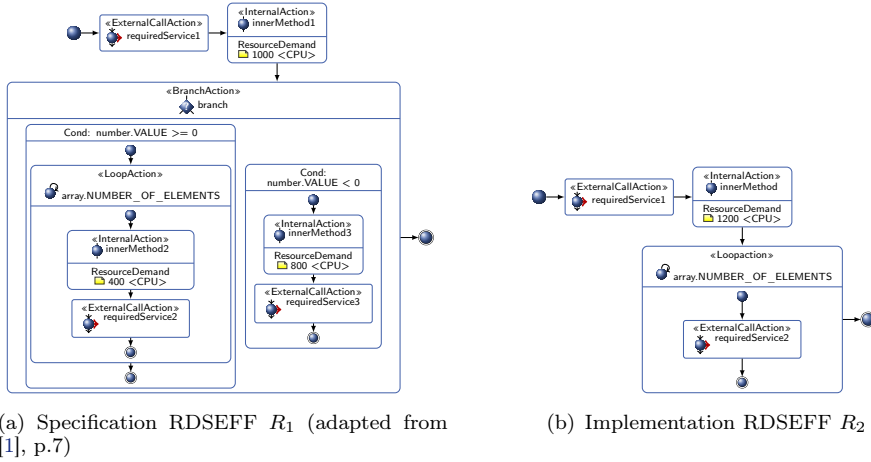 «ExternalCallAction»
requiredService1
«InternalAction»
innerMethod1
ResourceDemand
1000 <CPU>
«BranchAction»
branch
Cond: number.VALUE >= 0
«LoopAction»
array.NUMBER_OF_ELEMENTS
«InternalAction»
innerMethod2
ResourceDemand
400 <CPU>
«ExternalCallAction»
requiredService2
Cond:
number.VALUE < 0
«InternalAction»
innerMethod3
ResourceDemand
800 <CPU>
«ExternalCallAction»
requiredService3
(a) Specification RDSEFF R1 (adapted from
[1], p.7)
«ExternalCallAction»
requiredService1
«InternalAction»
innerMethod
ResourceDemand
1200 <CPU>
«Loopaction»
array.NUMBER_OF_ELEMENTS
«ExternalCallAction»
requiredService2
(b) Implementation RDSEFF R2